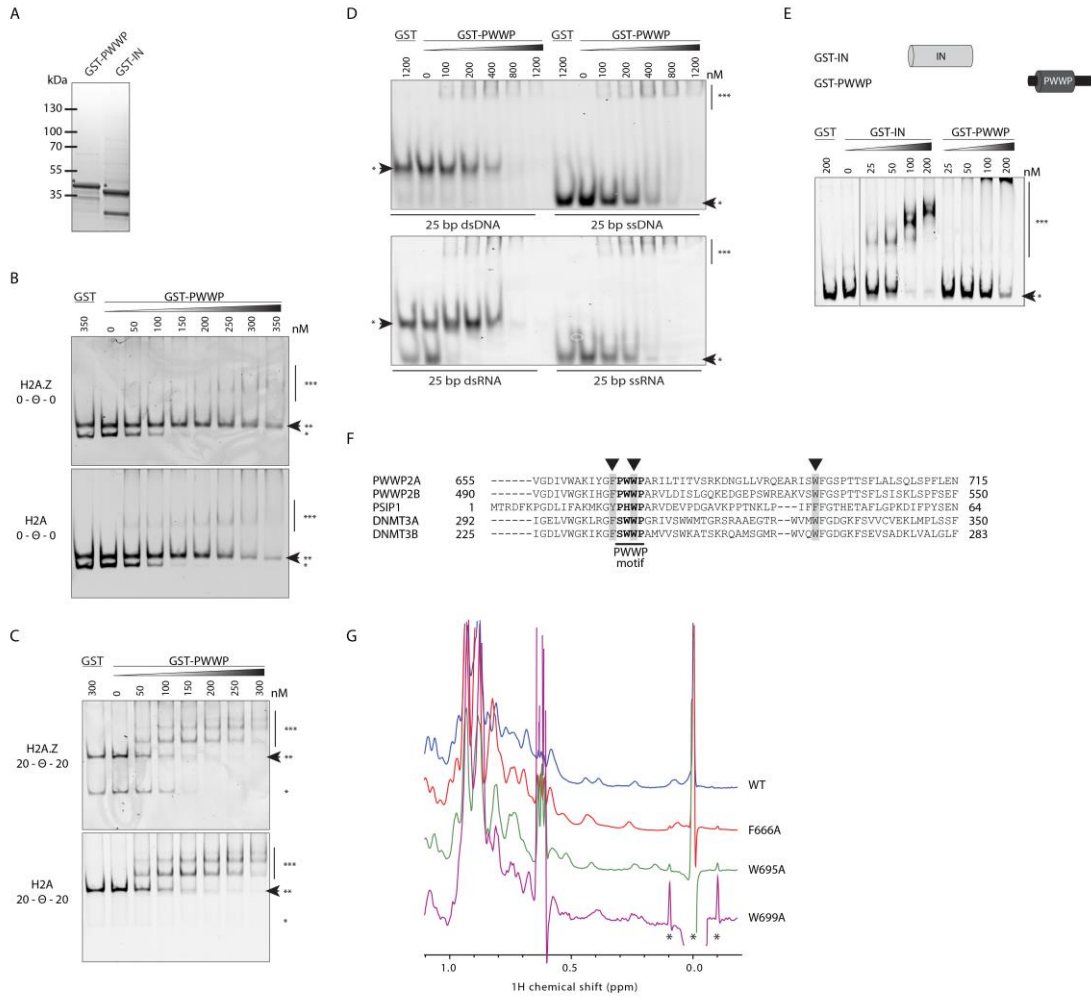 A
GST-PWWP
GST-IN
kDa
130
100
70
55
35
B
GST GST-PWWP
350 0 50 100 150 200 250 300 350 nM
H2A.Z
0 - Θ - 0
***
**
*
H2A
0 - Θ - 0
***
**
*
C
GST GST-PWWP
300 0 50 100 150 200 250 300 nM
H2A.Z
20 - Θ - 20
***
**
*
H2A
20 - Θ - 20
***
**
*
D
GST GST-PWWP GST GST-PWWP
1200 0 100 200 400 800 1200 1200 0 100 200 400 800 1200 nM
***
*
*
25 bp dsDNA 25 bp ssDNA
***
*
*
25 bp dsRNA 25 bp ssRNA
E
GST-IN IN
GST-PWWP PWWP
GST GST-IN GST-PWWP
200 0 25 50 100 200 25 50 100 200 nM
***
*
F
PWWP2A 655 -------VGDIVWAKIYGFPWWPARILTITVSRKDNGLLVRQEARISWFGSPTTSFLALSQLSPFLEN 715
PWWP2B 490 -------VGDIVWAKIHGFPWWPARVLDISLGQKEDGEPSWREAKVSWFGSPTTSFLSISKLSPFSEF 550
PSIP1 1 MTRDFKPGDLIFAKMKGYPHWPARVDEVPDGAVKPPTNKLP----IFFFGTHETAFLGPKDIFPYSEN 64
DNMT3A 292 -------IGELVWGKLRGFSWWPGRIVSWWMTGRSRAAEGTR--WVMWFGDGKFSVVCVEKLMPLSSF 350
DNMT3B 225 -------IGDLVWGKIKGFSWWPAMVVSWKATSKRQAMSGMR--WVQWFGDGKFSEVSADKLVALGLF 283
PWWP
motif
G
WT
F666A
W695A
W699A
* * *
1.0 0.5 0.0
1H chemical shift (ppm)